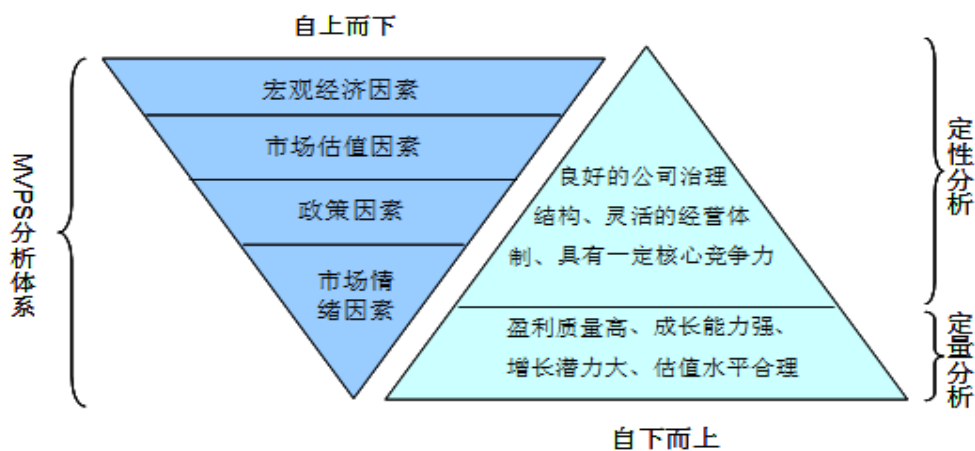 自上而下
MVPS分析体系
宏观经济因素
市场估值因素
政策因素
市场情
绪因素
良好的公司治理
结构、灵活的经营体
制、具有一定核心竞争力
盈利质量高、成长能力强、
增长潜力大、估值水平合理
定性分析
定量分析
自下而上